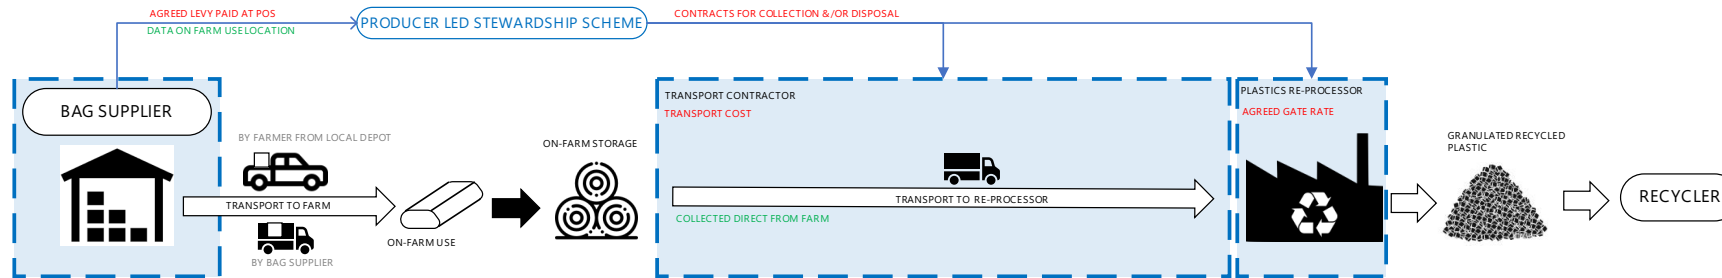 AGREED LEVY PAID AT POS
DATA ON FARM USE LOCATION
PRODUCER LED STEWARDSHIP SCHEME
CONTRACTS FOR COLLECTION &/OR DISPOSAL
BAG SUPPLIER
BY FARMER FROM LOCAL DEPOT
TRANSPORT TO FARM
BY BAG SUPPLIER
ON-FARM USE
ON-FARM STORAGE
TRANSPORT CONTRACTOR
TRANSPORT COST
TRANSPORT TO RE-PROCESSOR
COLLECTED DIRECT FROM FARM
PLASTICS RE-PROCESSOR
AGREED GATE RATE
GRANULATED RECYCLED
PLASTIC
RECYCLER